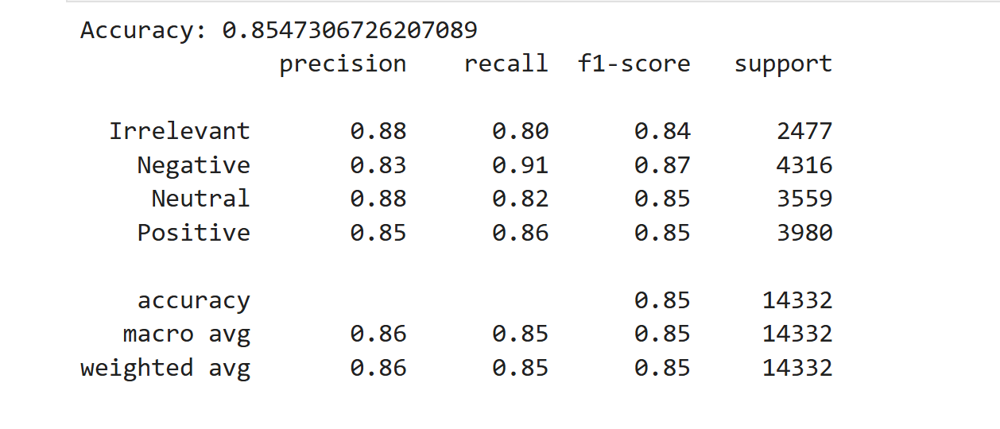 Accuracy: 0.8547306726207089
precision recall f1-score support
Irrelevant 0.88 0.80 0.84 2477
Negative 0.83 0.91 0.87 4316
Neutral 0.88 0.82 0.85 3559
Positive 0.85 0.86 0.85 3980
accuracy 0.85 14332
macro avg 0.86 0.85 0.85 14332
weighted avg 0.86 0.85 0.85 14332